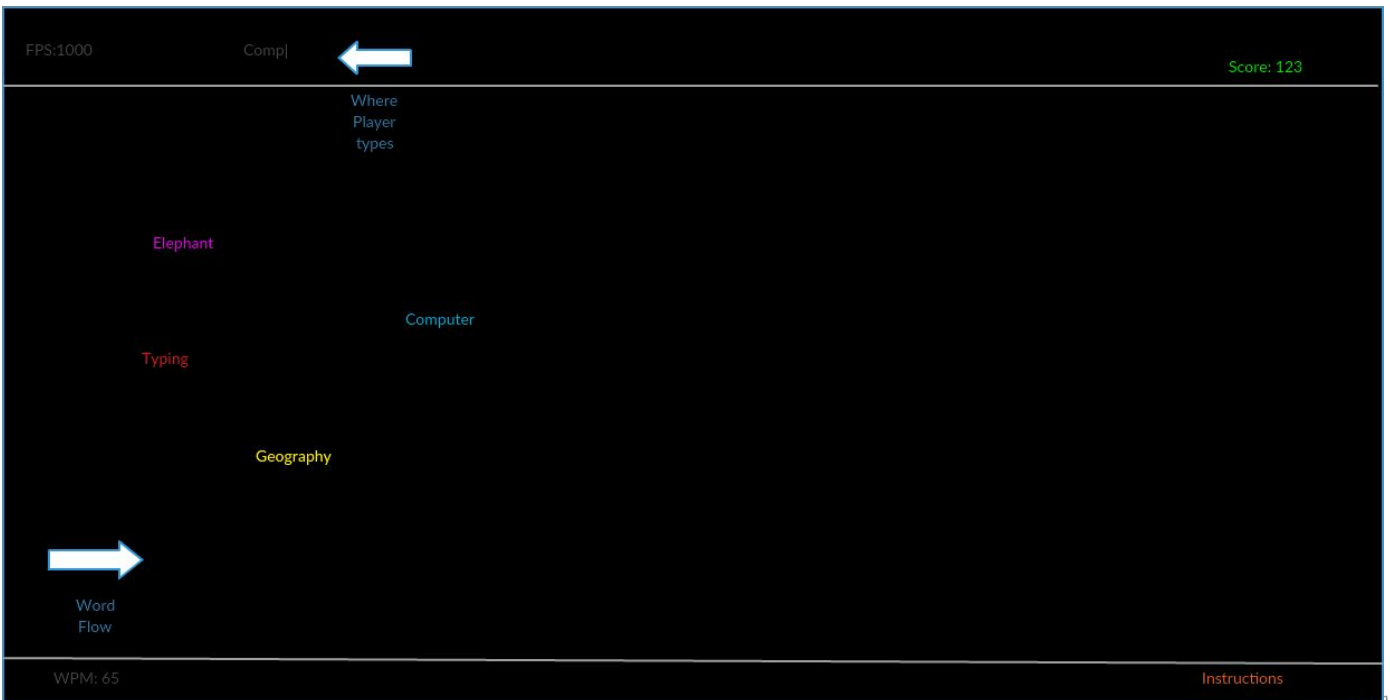 FPS:1000
Comp|
Score: 123
Where
Player
types
Elephant
Computer
Typing
Geography
Word
Flow
WPM: 65
Instructions